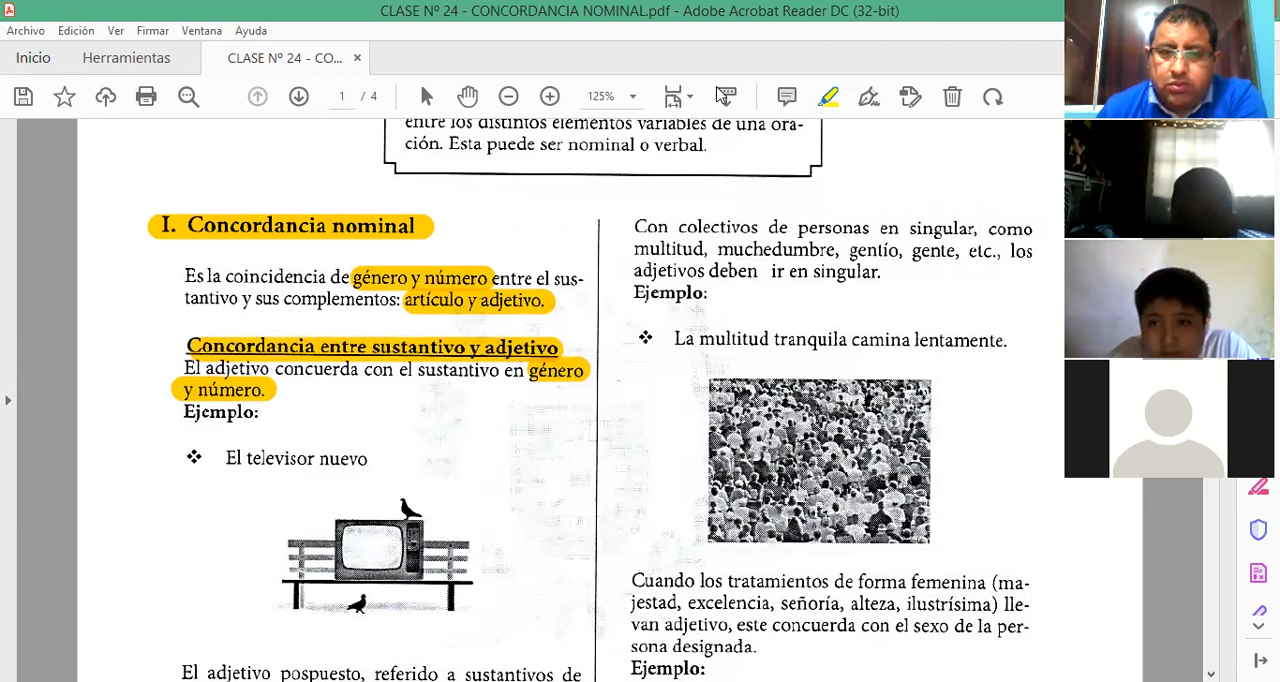 CLASE Nº 24 - CONCORDANCIA NOMINAL.pdf - Adobe Acrobat Reader DC (32-bit)
Archivo Edición Ver Firmar Ventana Ayuda
Inicio Herramientas CLASE Nº 24 - CO... ×
1 / 4 125%
entre los distintos elementos variables de una ora-
ción. Esta puede ser nominal o verbal.
I. Concordancia nominal
Es la coincidencia de género y número entre el sus-
tantivo y sus complementos: artículo y adjetivo.
Concordancia entre sustantivo y adjetivo
El adjetivo concuerda con el sustantivo en género
y número.
Ejemplo:
❖ El televisor nuevo
El adjetivo pospuesto, referido a sustantivos de
Con colectivos de personas en singular, como
multitud, muchedumbre, gentío, gente, etc., los
adjetivos deben ir en singular.
Ejemplo:
❖ La multitud tranquila camina lentamente.
Cuando los tratamientos de forma femenina (ma-
jestad, excelencia, señoría, alteza, ilustrísima) lle-
van adjetivo, este concuerda con el sexo de la per-
sona designada.
Ejemplo: